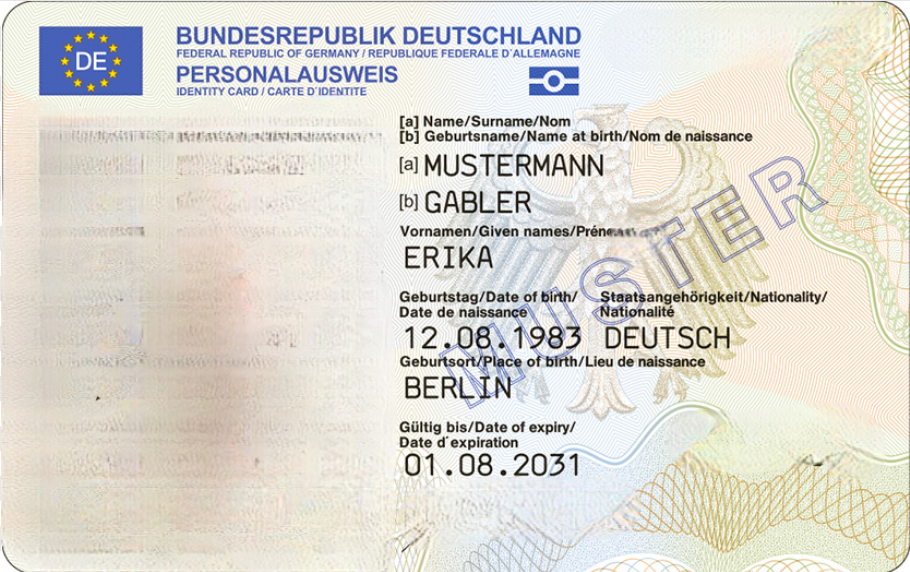 DE
BUNDESREPUBLIK DEUTSCHLAND
FEDERAL REPUBLIC OF GERMANY / REPUBLIQUE FEDERALE D´ALLEMAGNE
PERSONALAUSWEIS
IDENTITY CARD / CARTE D´IDENTITE
[a] Name/Surname/Nom
[b] Geburtsname/Name at birth/Nom de naissance
[a] MUSTERMANN
[b] GABLER
Vornamen/Given names/
ERIKA
Geburtstag/Date of birth/
Date de naissance
Staatsangehörigkeit/Nationality/
Nationalité
12.08.1983 DEUTSCH
Geburtsort/Place of birth/Lieu de naissance
BERLIN
Gültig bis/Date of expiry/
Date d´expiration
01.08.2031
MUSTER